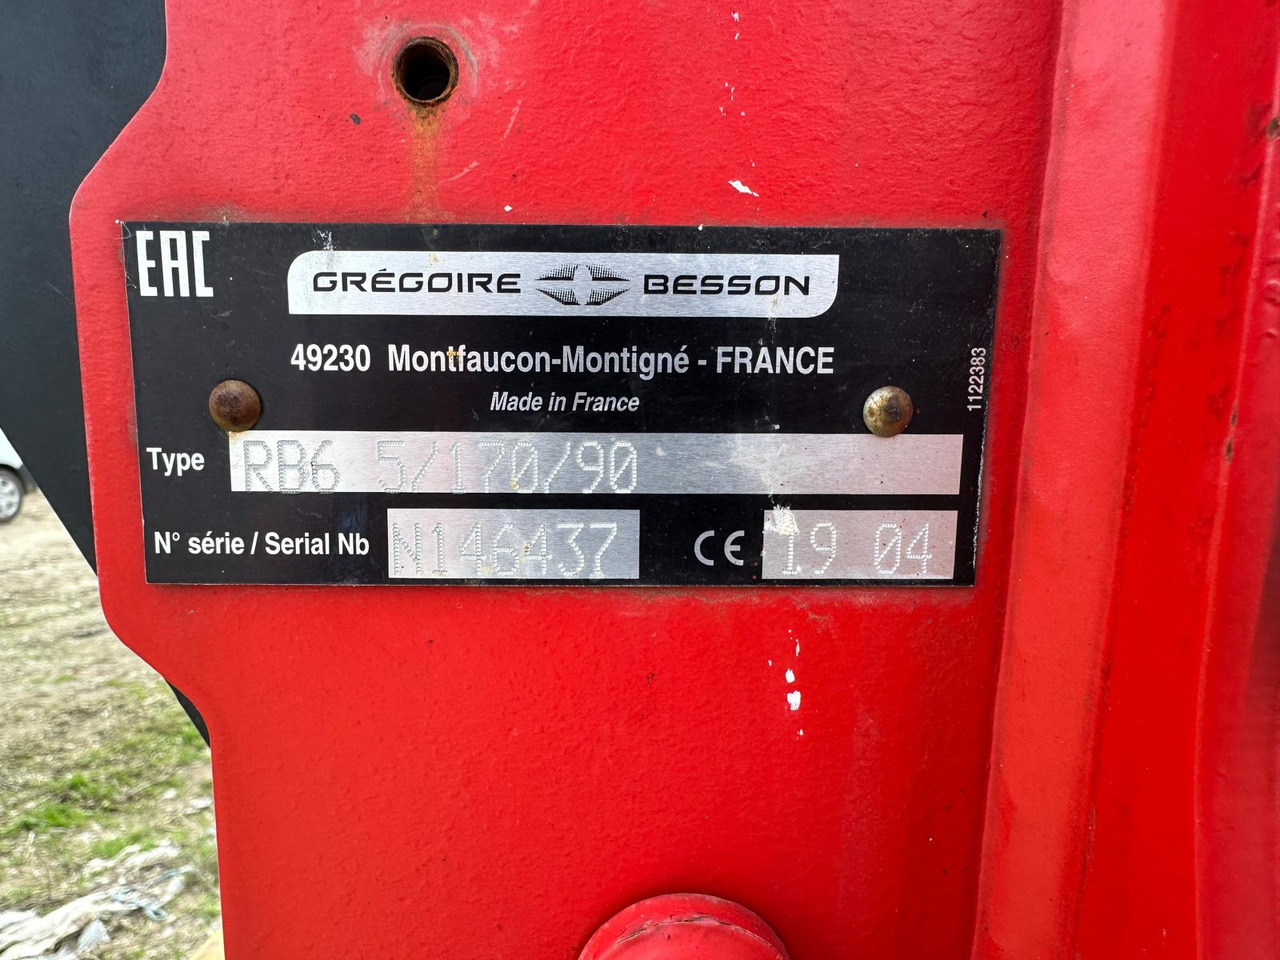 EAC
GRÉGOIRE BESSON
49230 Montfaucon-Montigné - FRANCE
Made in France
1122383
Type RB6 5/170/90
N° série / Serial Nb N146437 CE 19 04